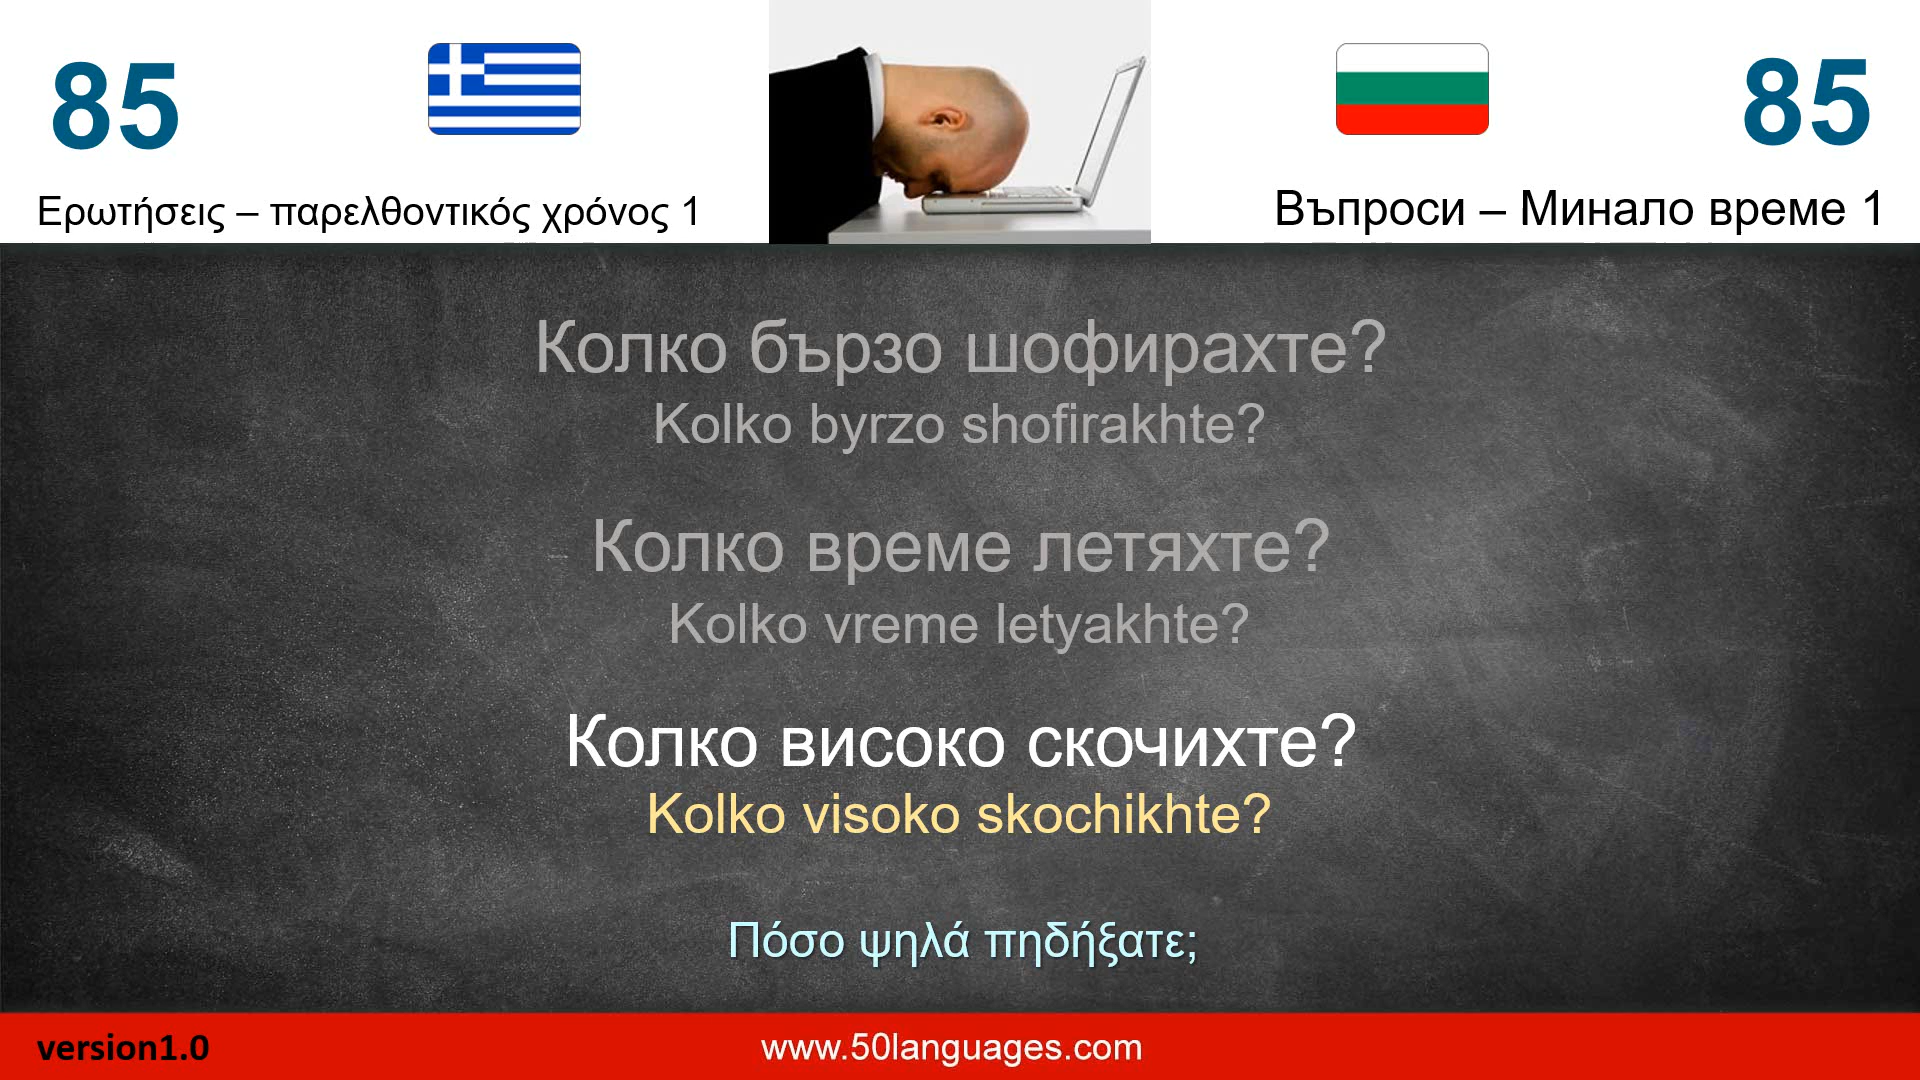 85
85
Ερωτήσεις – παρελθοντικός χρόνος 1
Въпроси – Минало време 1
Колко бързо шофирахте?
Kolko byrzo shofirakhte?
Колко време летяхте?
Kolko vreme letyakhte?
Колко високо скочихте?
Kolko visoko skochikhte?
Πόσο ψηλά πηδήξατε;
version1.0
www.50languages.com